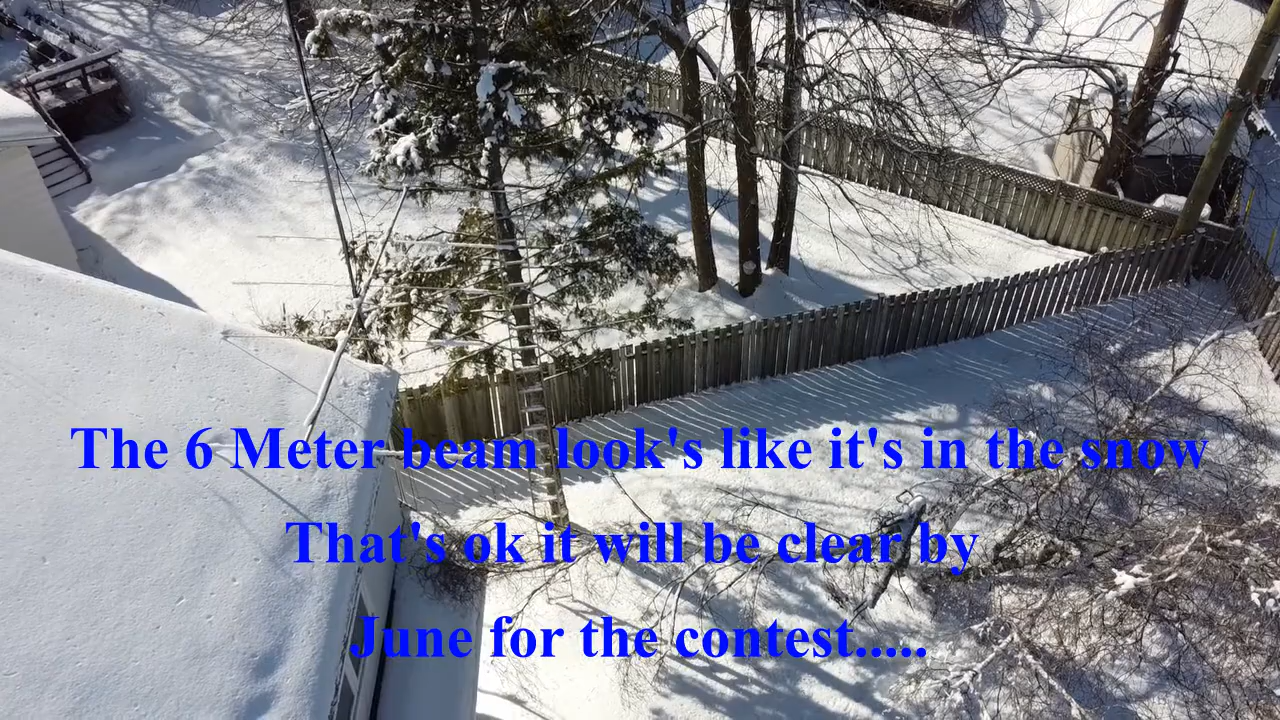 The 6 Meter beam look's like it's in the snow
That's ok it will be clear by
June for the contest.....